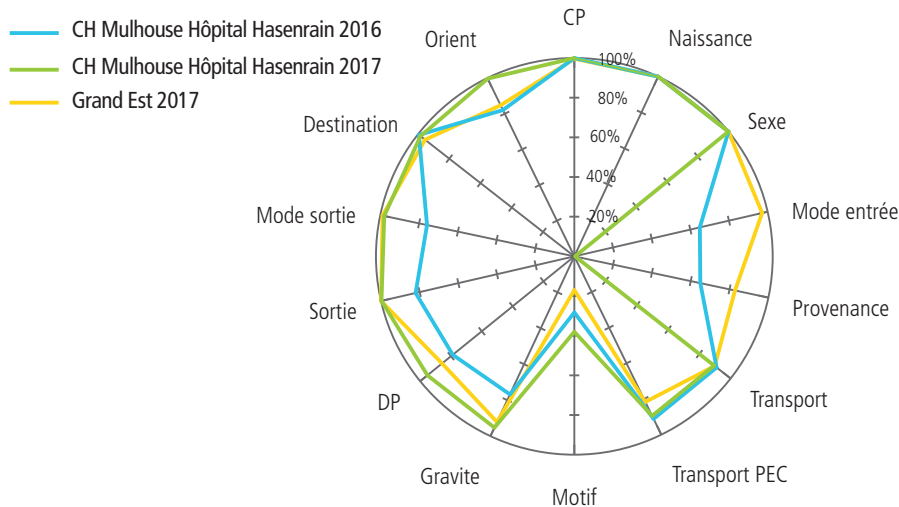 CH Mulhouse Hôpital Hasenrain 2016
CH Mulhouse Hôpital Hasenrain 2017
Grand Est 2017
CP
Naissance
Sexe
Mode entrée
Provenance
Transport
Transport PEC
Motif
Gravite
DP
Sortie
Mode sortie
Destination
Orient
100%
80%
60%
40%
20%